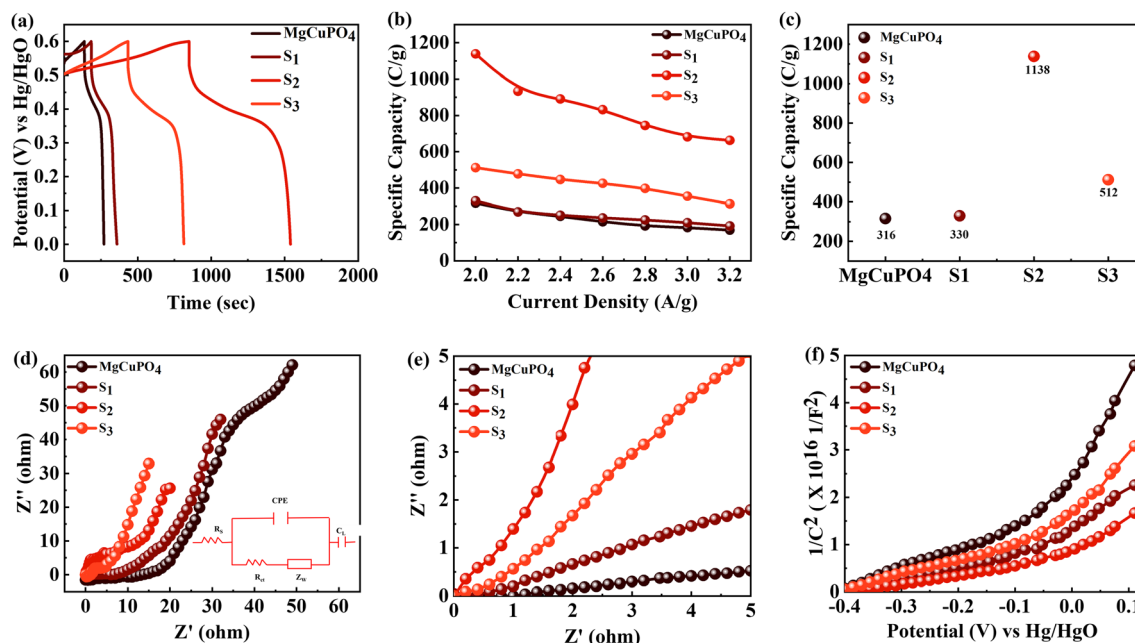 (a)
Potential (V) vs Hg/HgO
0.6
0.5
0.4
0.3
0.2
0.1
0.0
MgCuPO4
S1
S2
S3
0 500 1000 1500 2000
Time (sec)
(b)
Specific Capacity (C/g)
1200
1000
800
600
400
200
0
MgCuPO4
S1
S2
S3
2.0 2.2 2.4 2.6 2.8 3.0 3.2
Current Density (A/g)
(c)
Specific Capacity (C/g)
1200
1000
800
600
400
200
MgCuPO4
S1
S2
S3
316
330
1138
512
MgCuPO4 S1 S2 S3
(d)
Z'' (ohm)
60
50
40
30
20
10
0
MgCuPO4
S1
S2
S3
CPE
RS
CL
Rct
ZW
0 10 20 30 40 50 60
Z' (ohm)
(e)
Z'' (ohm)
5
4
3
2
1
0
MgCuPO4
S1
S2
S3
0 1 2 3 4 5
Z' (ohm)
(f)
1/C2 ( X 1016 1/F2)
5
4
3
2
1
0
MgCuPO4
S1
S2
S3
-0.4 -0.3 -0.2 -0.1 0.0 0.1
Potential (V) vs Hg/HgO